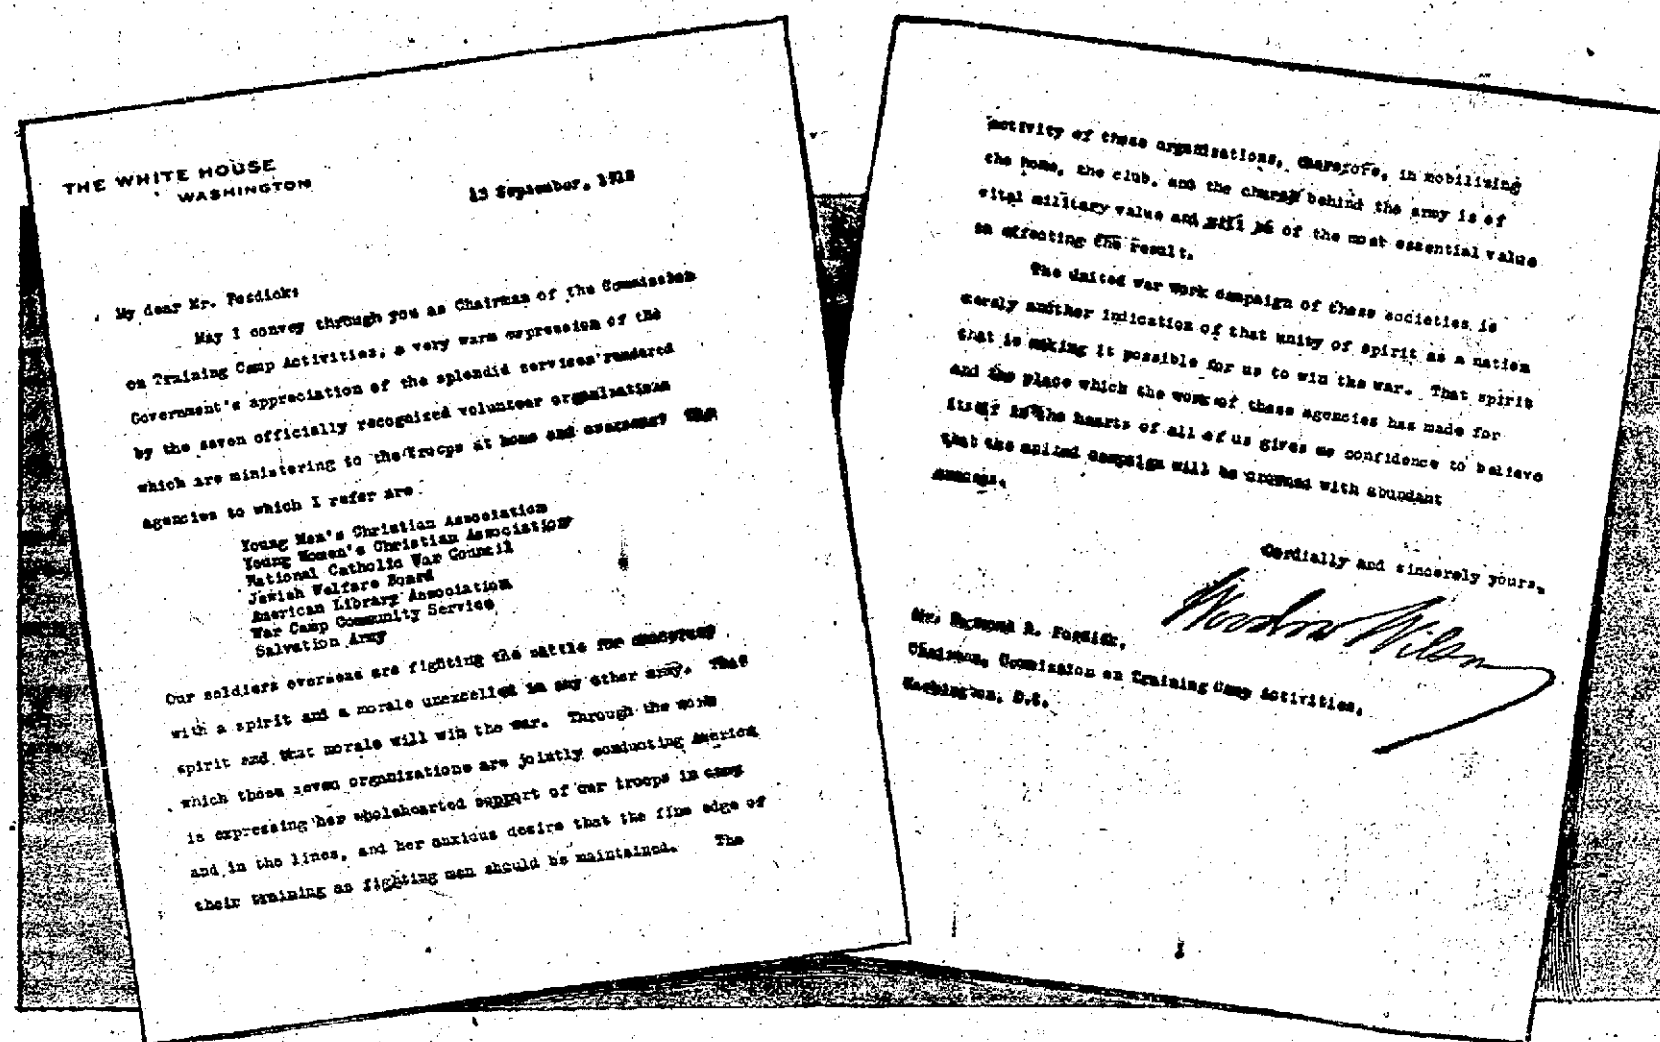 THE WHITE HOUSE
WASHINGTON
13 September, 1918
My dear Mr. Fosdick:
May I convey through you as Chairman of the Commission
on Training Camp Activities, a very warm expression of the
Government's appreciation of the splendid services rendered
by the seven officially recognized volunteer organizations
which are ministering to the troops at home and overseas? The
agencies to which I refer are
Young Men's Christian Association
Young Women's Christian Association
National Catholic War Council
Jewish Welfare Board
American Library Association
War Camp Community Service
Salvation Army
Our soldiers overseas are fighting the battle for
with a spirit and a morale unexcelled in any other army. That
spirit and that morale will win the war. Through the work
which those seven organizations are jointly conducting America
is expressing her wholehearted support of our troops in camp
and in the lines, and her anxious desire that the fine edge of
their training as fighting men should be maintained. The
activity of these organizations, therefore, in mobilizing
the home, the club, and the church behind the army is of
vital military value and will be of the most essential value
in effecting the result.
The united war work campaign of these societies is
merely another indication of that unity of spirit as a nation
that is making it possible for us to win the war. That spirit
and the place which the work of these agencies has made for
itself in the hearts of all of us gives me confidence to believe
that the united campaign will be crowned with abundant
success.
Cordially and sincerely yours,
Woodrow Wilson
Mr. Raymond B. Fosdick,
Chairman, Commission on Training Camp Activities,
Washington, D.C.